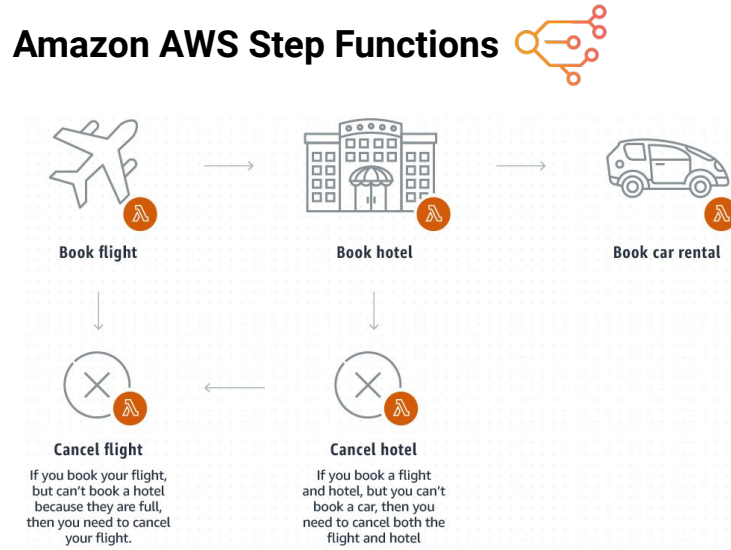 Amazon AWS Step Functions
Book flight
Book hotel
Book car rental
Cancel flight
If you book your flight,
but can't book a hotel
because they are full,
then you need to cancel
your flight.
Cancel hotel
If you book a flight
and hotel, but you can't
book a car, then you
need to cancel both the
flight and hotel